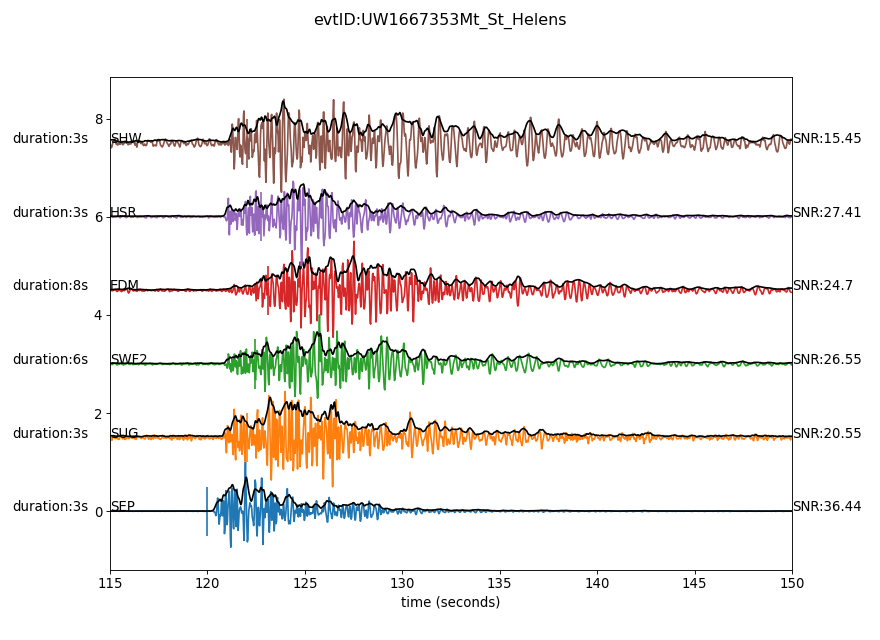 evtID:UW1667353Mt_St_Helens
8
duration:3s SHW SNR:15.45
duration:3s HSR SNR:27.41
6
duration:8s EDM SNR:24.7
4
duration:6s SWF2 SNR:26.55
2
duration:3s SUG SNR:20.55
duration:3s SEP SNR:36.44
0
115 120 125 130 135 140 145 150
time (seconds)